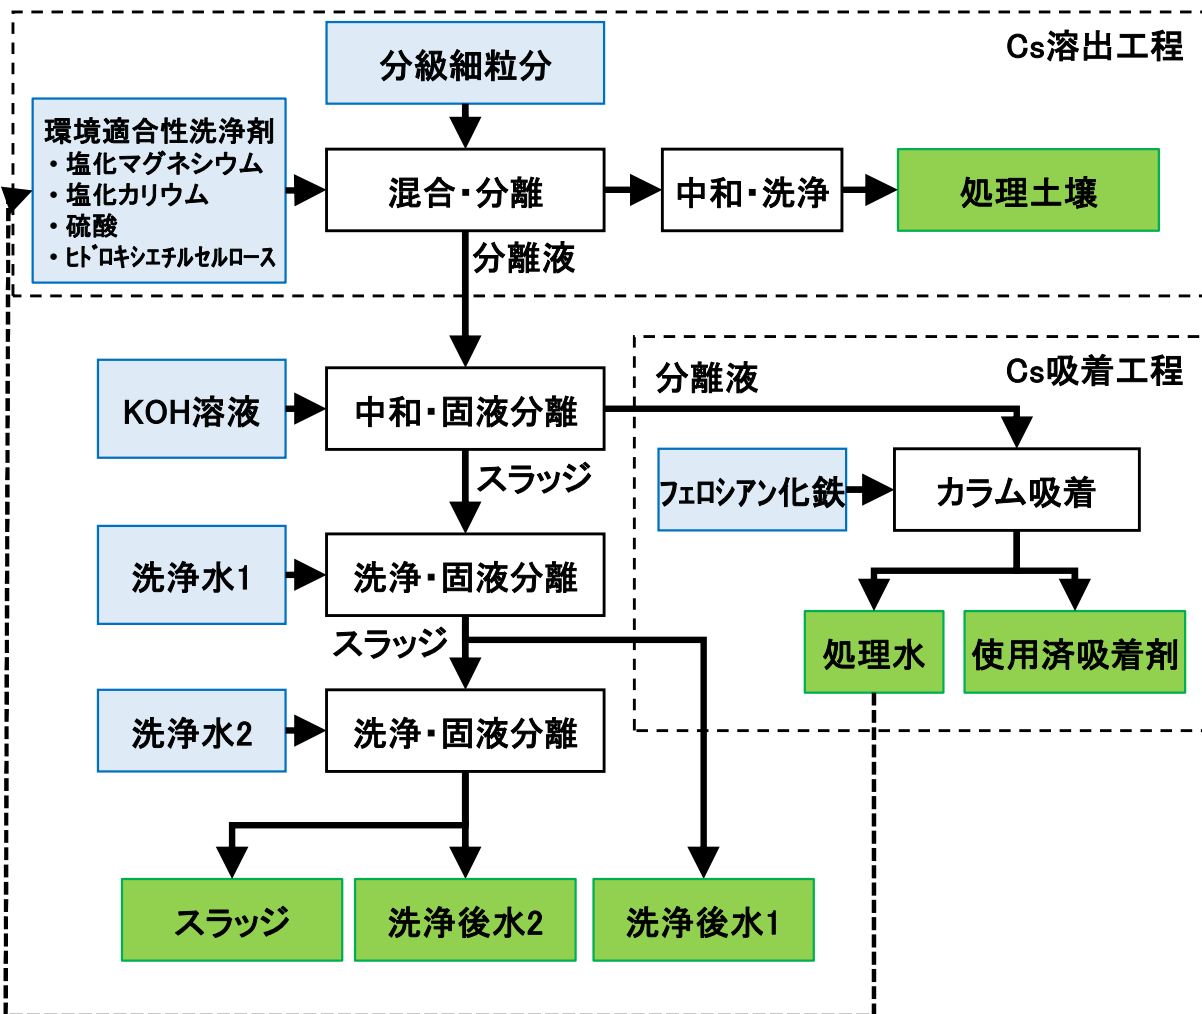 Cs溶出工程
分級細粒分
環境適合性洗浄剤
・塩化マグネシウム
・塩化カリウム
・硫酸
・ヒドロキシエチルセルロース
混合・分離
中和・洗浄
処理土壌
分離液
Cs吸着工程
分離液
KOH溶液
中和・固液分離
スラッジ
フェロシアン化鉄
カラム吸着
洗浄水1
洗浄・固液分離
スラッジ
処理水
使用済吸着剤
洗浄水2
洗浄・固液分離
スラッジ
洗浄後水2
洗浄後水1